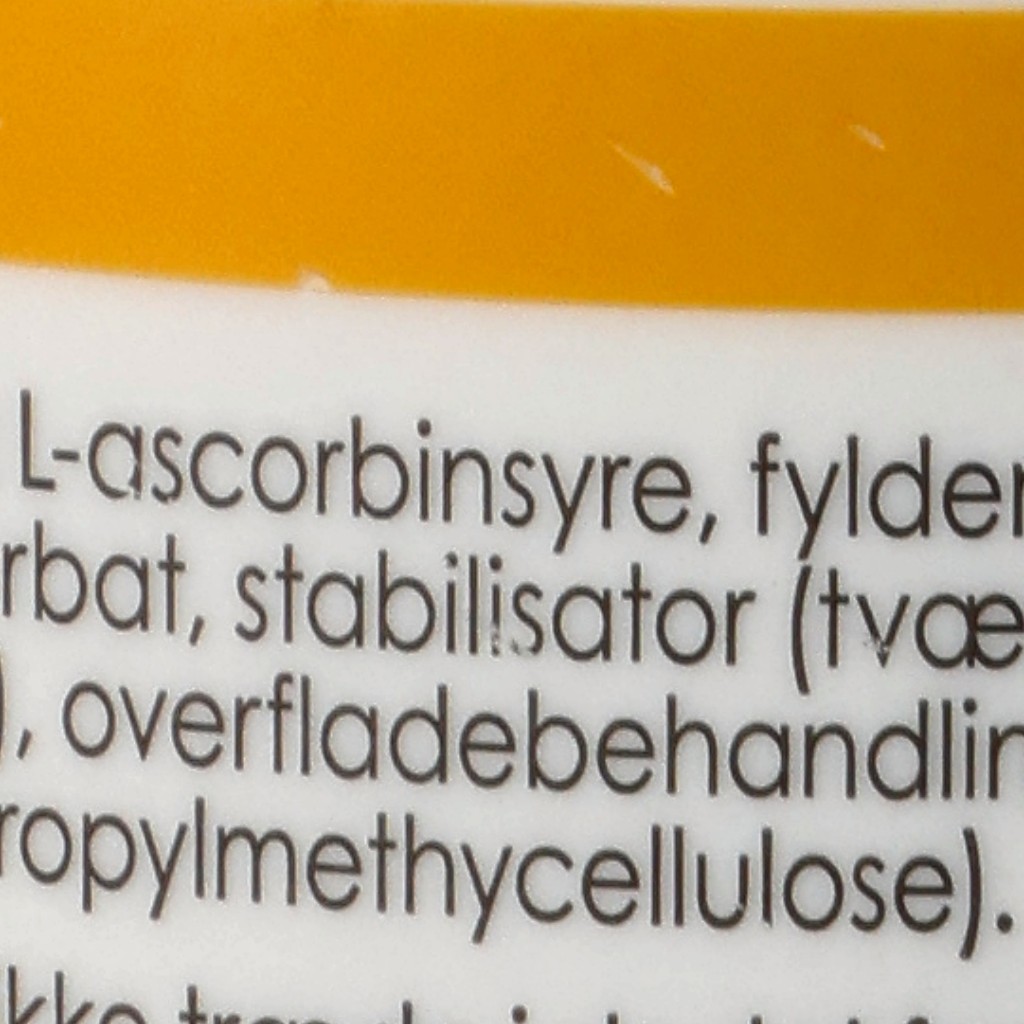 L-ascorbinsyre, fylder
rbat, stabilisator (tvæ
), overfladebehandlin
ropylmethycellulose).